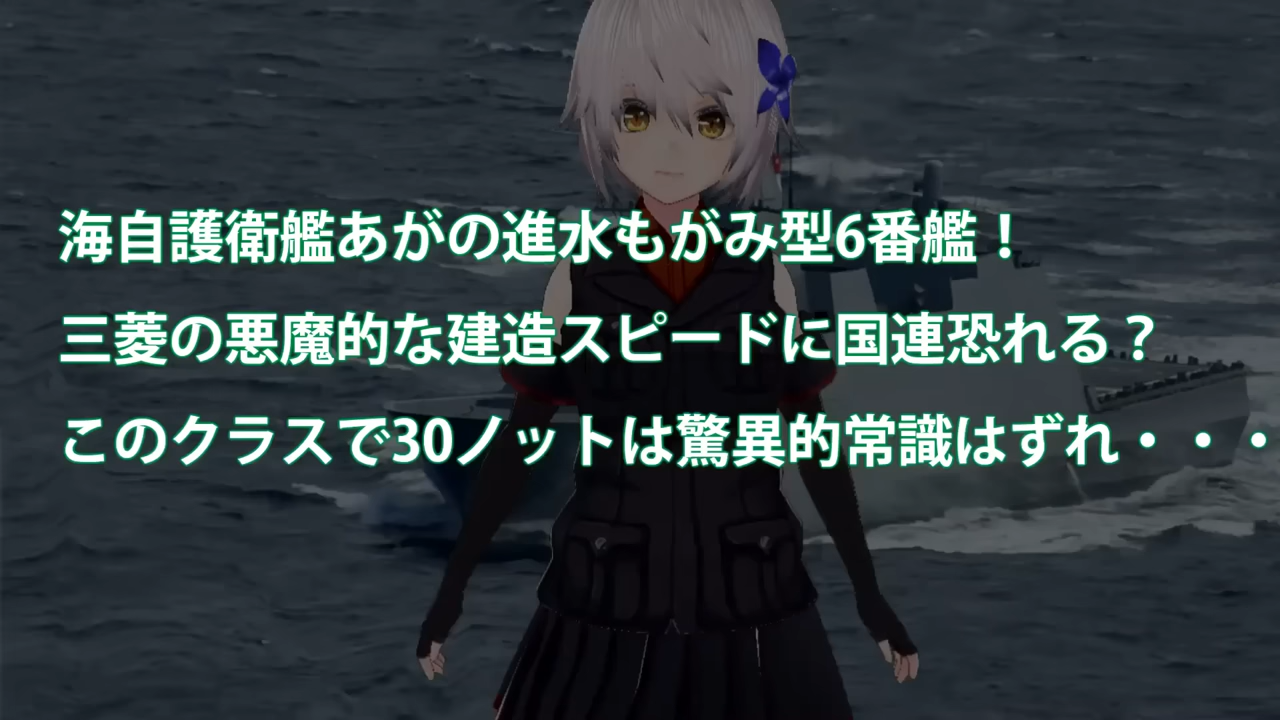 海自護衛艦あがの進水もがみ型6番艦！
三菱の悪魔的な建造スピードに国連恐れる？
このクラスで30ノットは驚異的常識はずれ・・・